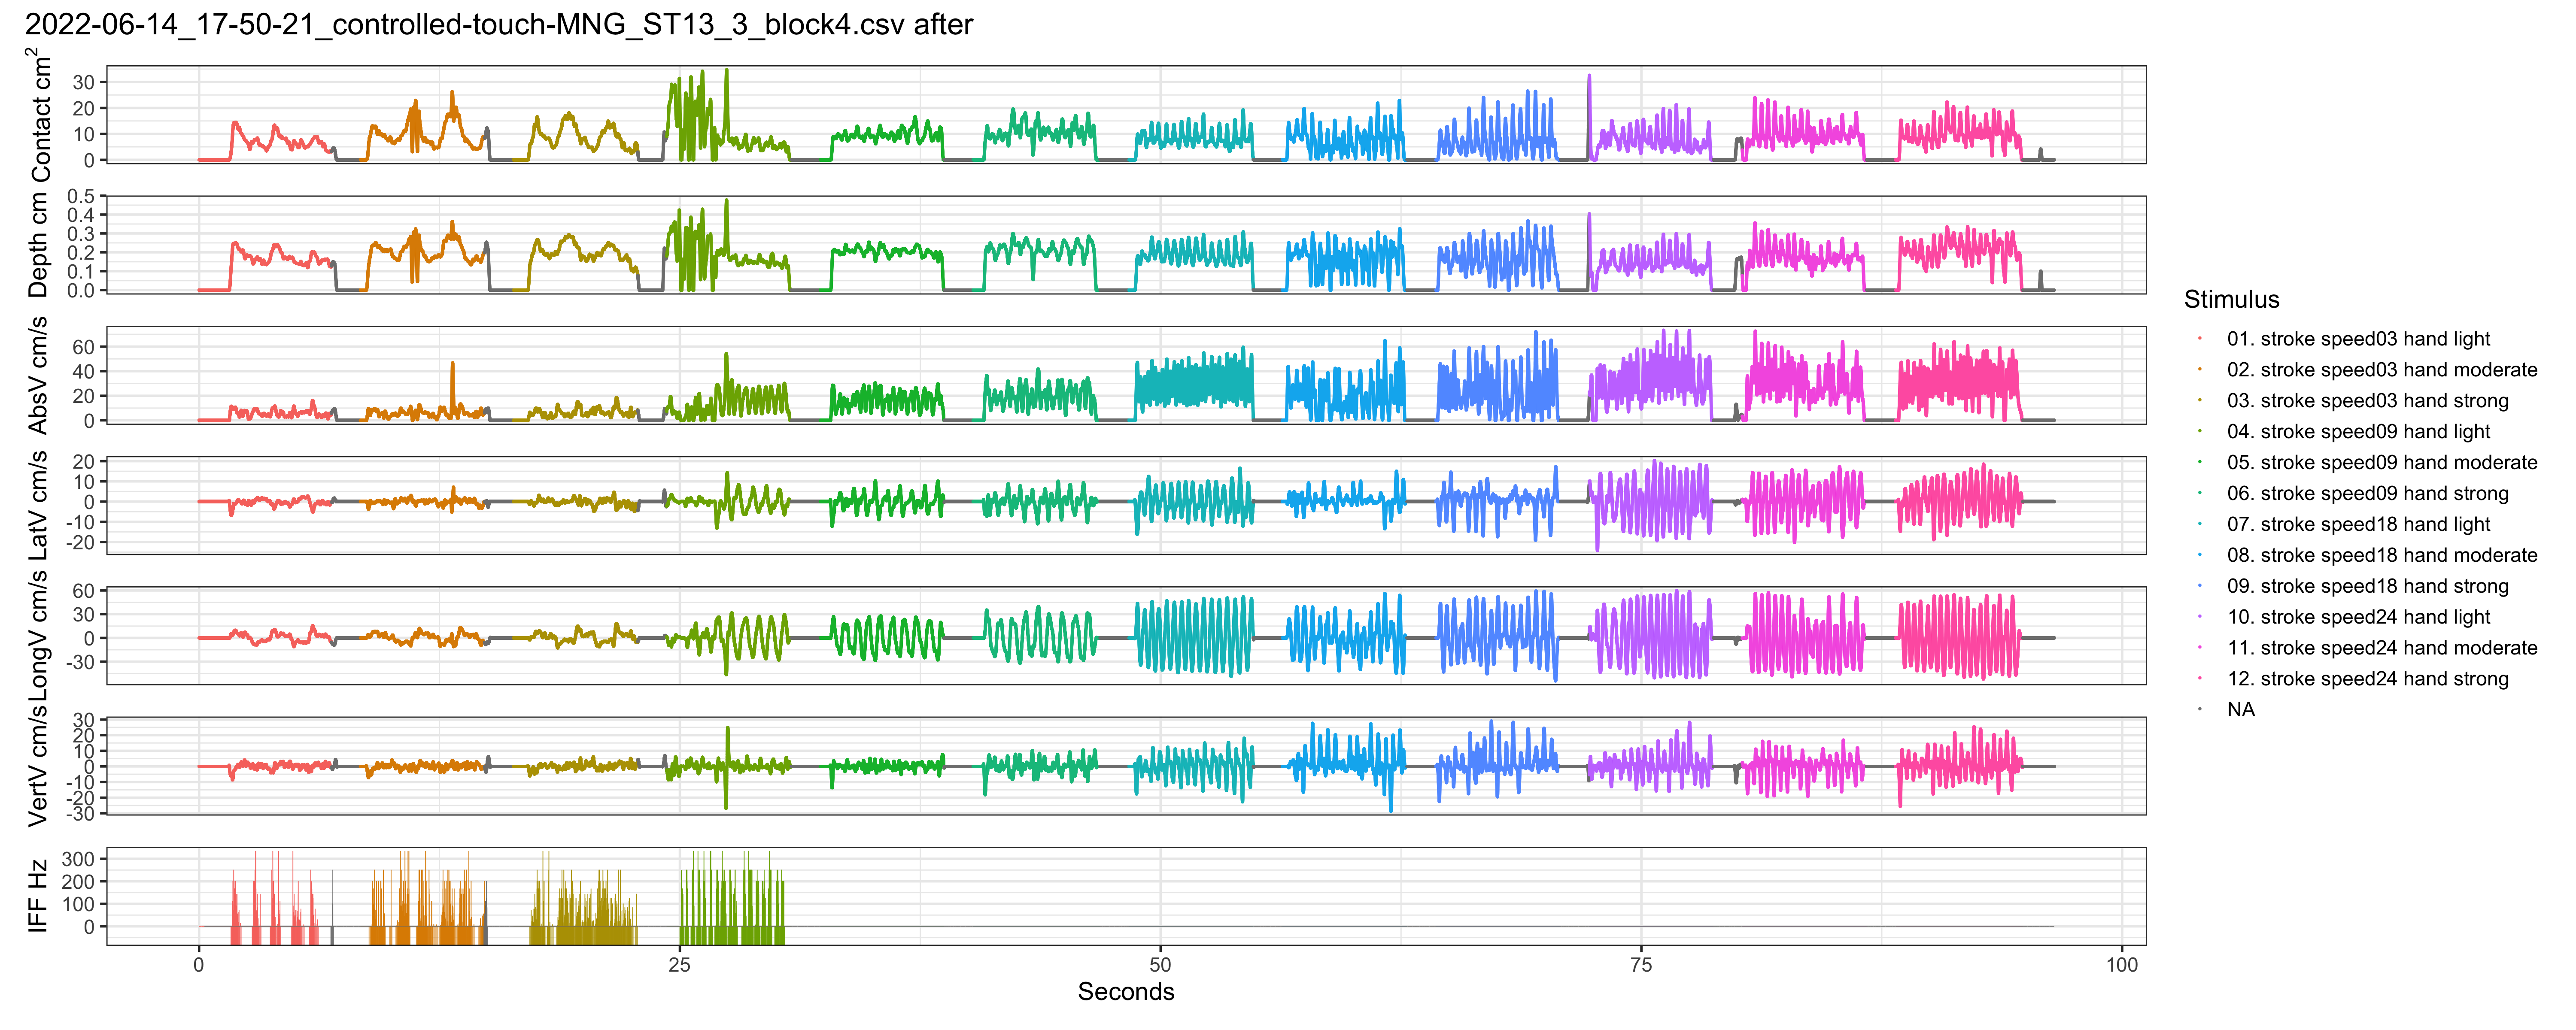 2022-06-14_17-50-21_controlled-touch-MNG_ST13_3_block4.csv after
Contact cm²
30
20
10
0
Depth cm
0.5
0.4
0.3
0.2
0.1
0.0
AbsV cm/s
60
40
20
0
LatV cm/s
20
10
0
-10
-20
LongV cm/s
60
30
0
-30
VertV cm/s
30
20
10
0
-10
-20
-30
IFF Hz
300
200
100
0
0 25 50 75 100
Seconds
Stimulus
01. stroke speed03 hand light
02. stroke speed03 hand moderate
03. stroke speed03 hand strong
04. stroke speed09 hand light
05. stroke speed09 hand moderate
06. stroke speed09 hand strong
07. stroke speed18 hand light
08. stroke speed18 hand moderate
09. stroke speed18 hand strong
10. stroke speed24 hand light
11. stroke speed24 hand moderate
12. stroke speed24 hand strong
NA